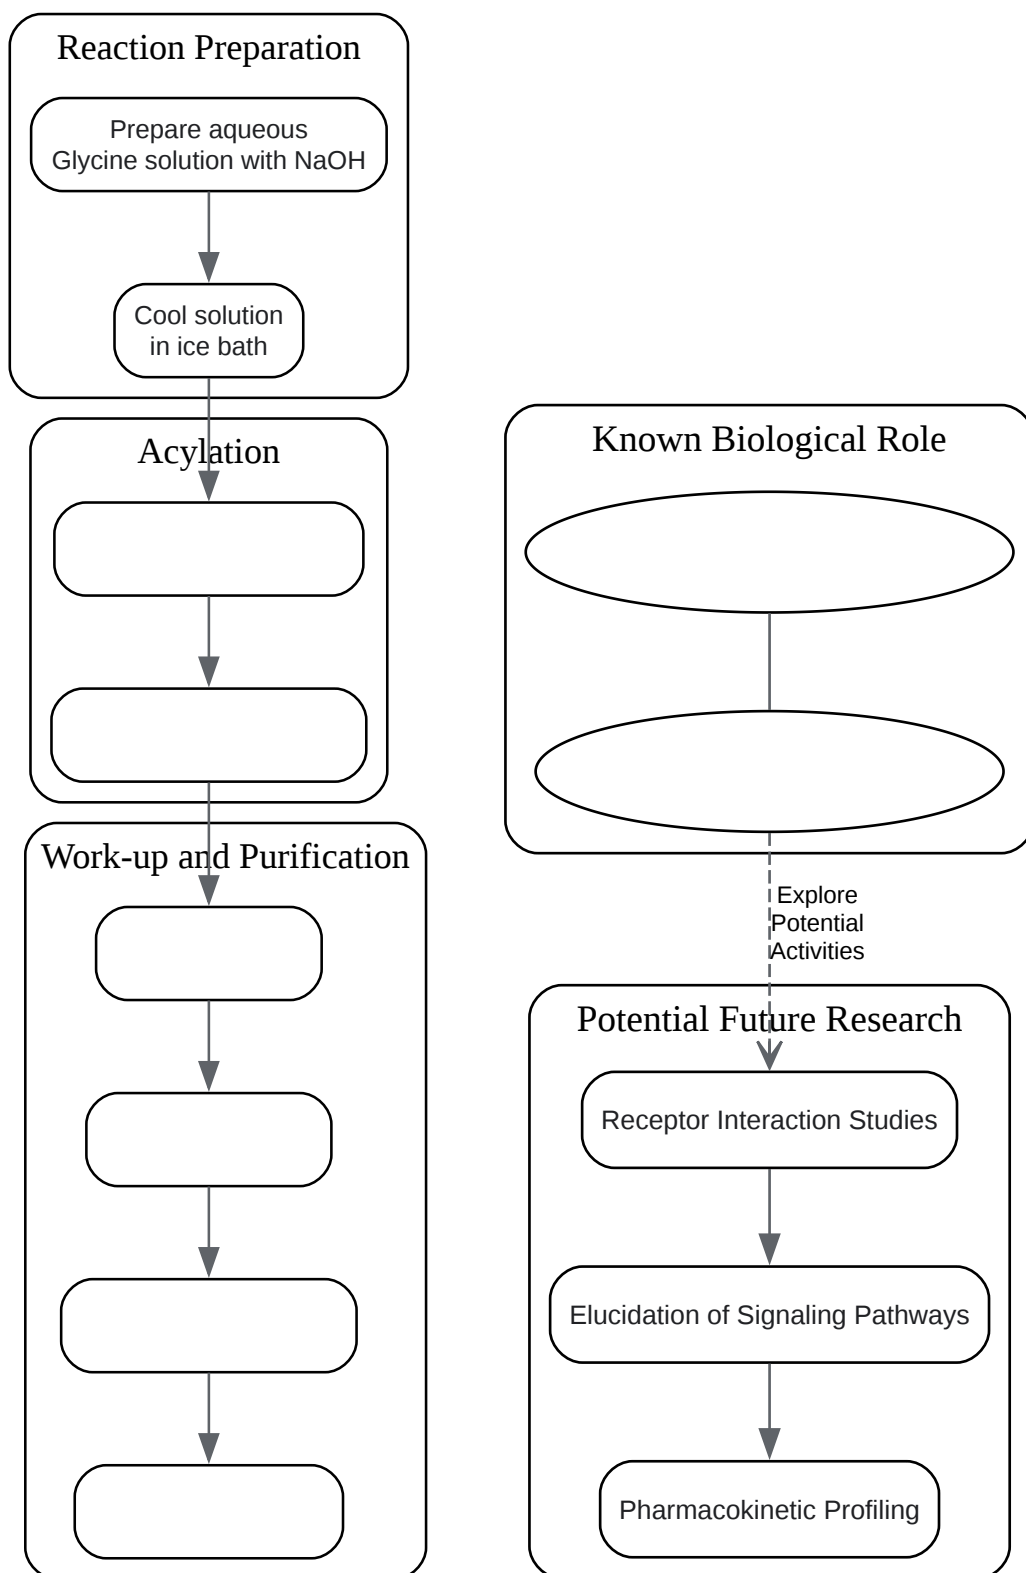 Reaction Preparation
Prepare aqueous
Glycine solution with NaOH
Cool solution
in ice bath
Acylation
Work-up and Purification
Known Biological Role
Explore
Potential
Activities
Potential Future Research
Receptor Interaction Studies
Elucidation of Signaling Pathways
Pharmacokinetic Profiling